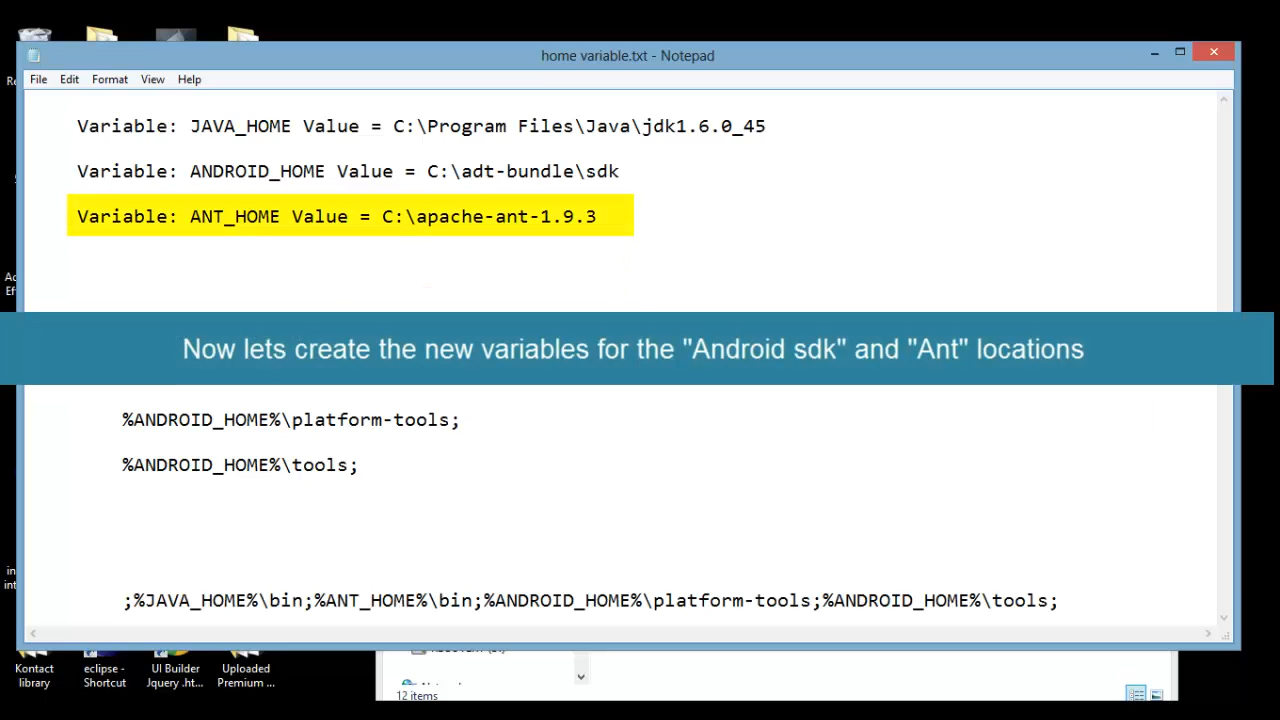 home variable.txt - Notepad
File Edit Format View Help
Variable: JAVA_HOME Value = C:\Program Files\Java\jdk1.6.0_45
Variable: ANDROID_HOME Value = C:\adt-bundle\sdk
Variable: ANT_HOME Value = C:\apache-ant-1.9.3
Now lets create the new variables for the "Android sdk" and "Ant" locations
%ANDROID_HOME%\platform-tools;
%ANDROID_HOME%\tools;
;%JAVA_HOME%\bin;%ANT_HOME%\bin;%ANDROID_HOME%\platform-tools;%ANDROID_HOME%\tools;
Kontact library
eclipse - Shortcut
UI Builder Jquery .ht...
Uploaded Premium ...
12 items